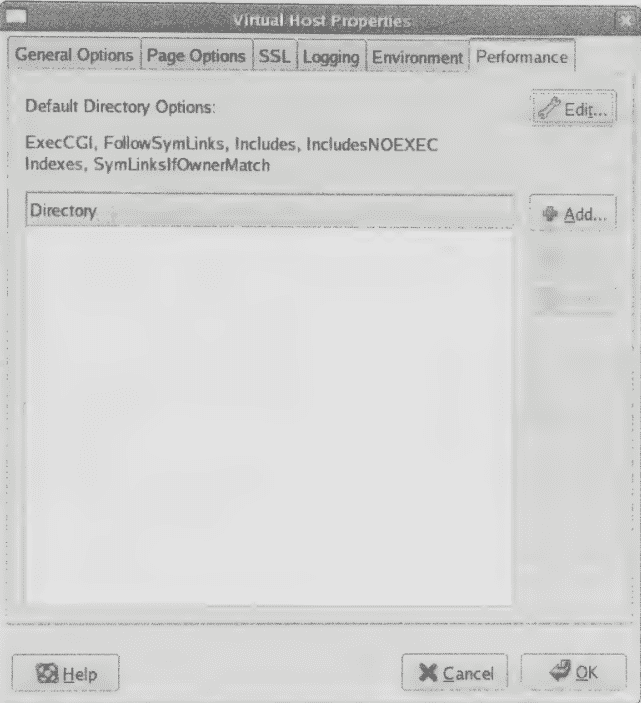 Virtual Host Properties
General Options Page Options SSL Logging Environment Performance
Default Directory Options:
Edit...
ExecCGI, FollowSymLinks, Includes, IncludesNOEXEC
Indexes, SymLinksIfOwnerMatch
Directory
Add...
Help
Cancel
OK